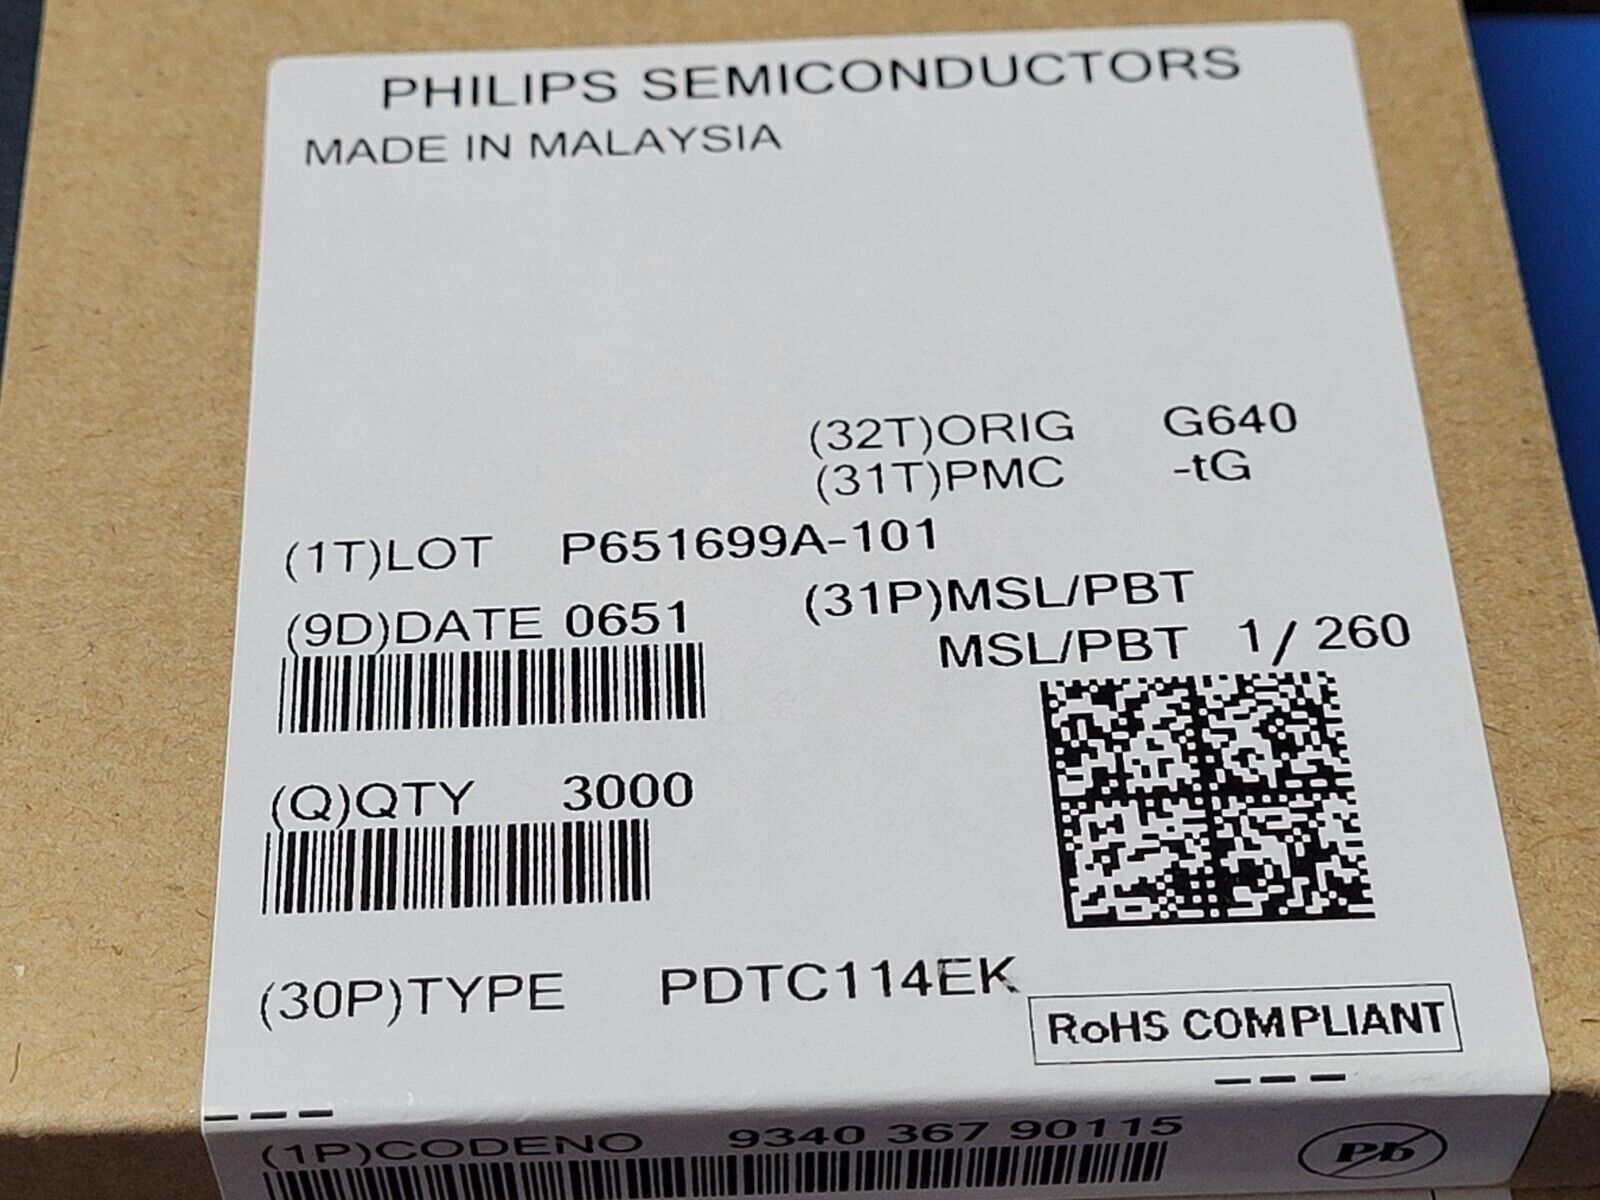 PHILIPS SEMICONDUCTORS
MADE IN MALAYSIA
(32T)ORIG G640
(31T)PMC -tG
(1T)LOT P651699A-101
(9D)DATE 0651
(31P)MSL/PBT
MSL/PBT 1/ 260
(Q)QTY 3000
(30P)TYPE PDTC114EK
RoHS COMPLIANT
(1P)CODENO 9340 367 90115
Pb